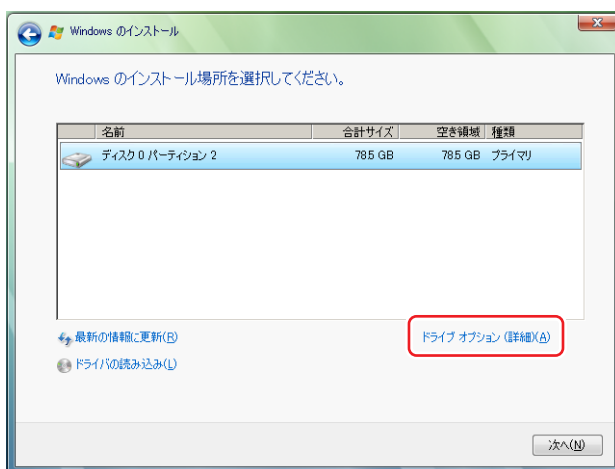 Windows のインストール
Windows のインストール場所を選択してください。
名前 合計サイズ 空き領域 種類
ディスク 0 パーティション 2 78.5 GB 78.5 GB プライマリ
最新の情報に更新(R) ドライブ オプション (詳細)(A)
ドライバの読み込み(L)
次へ(N)